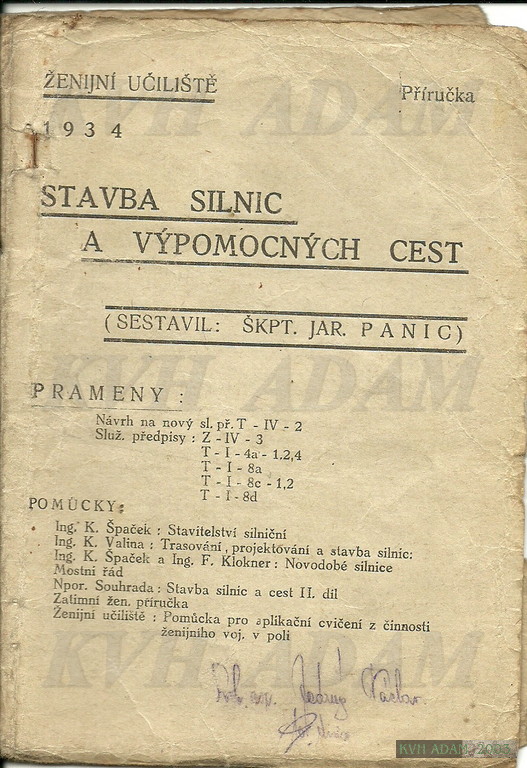 ŽENIJNÍ UČILIŠTĚ
Příručka
1934
STAVBA SILNIC
A VÝPOMOCNÝCH CEST
(SESTAVIL: ŠKPT. JAR. PANIC)
PRAMENY :
Návrh na nový sl. př. T - IV - 2
Služ. předpisy : Z - IV - 3
T - I - 4a - 1.2,4
T - I - 8a
T - I - 8c - 1,2
T - I - 8d
POMŮCKY:
Ing. K. Špaček : Stavitelství silniční
Ing. K. Valina : Trasování, projektování a stavba silnic:
Ing. K. Špaček a Ing. F. Klokner : Novodobé silnice
Mostní řád
Npor. Souhrada : Stavba silnic a cest II. díl
Zatimní žen. příručka
Ženijní učiliště : Pomůcka pro aplikační cvičení z činnosti
ženijního voj. v poli
Václav.
KVH ADAM
KVH ADAM
KVH ADAM
KVH ADAM